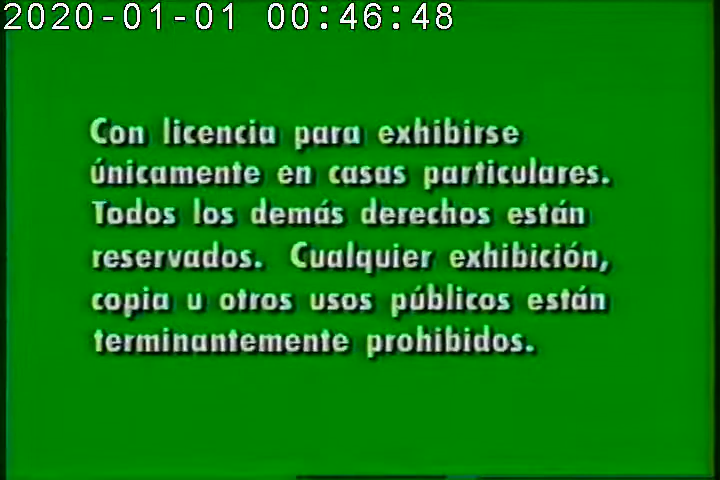 2020-01-01 00:46:48
Con licencia para exhibirse
únicamente en casas particulares.
Todos los demás derechos están
reservados. Cualquier exhibición,
copia u otros usos públicos están
terminantemente prohibidos.